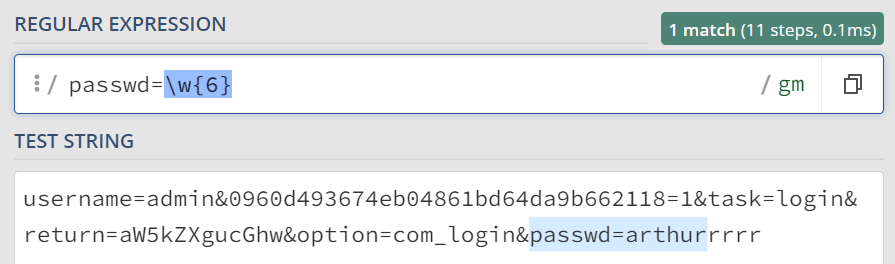 REGULAR EXPRESSION
1 match (11 steps, 0.1ms)
/ passwd=\w{6} / gm
TEST STRING
username=admin&0960d493674eb04861bd64da9b662118=1&task=login&
return=aW5kZXgucGhw&option=com_login&passwd=arthurrrrr